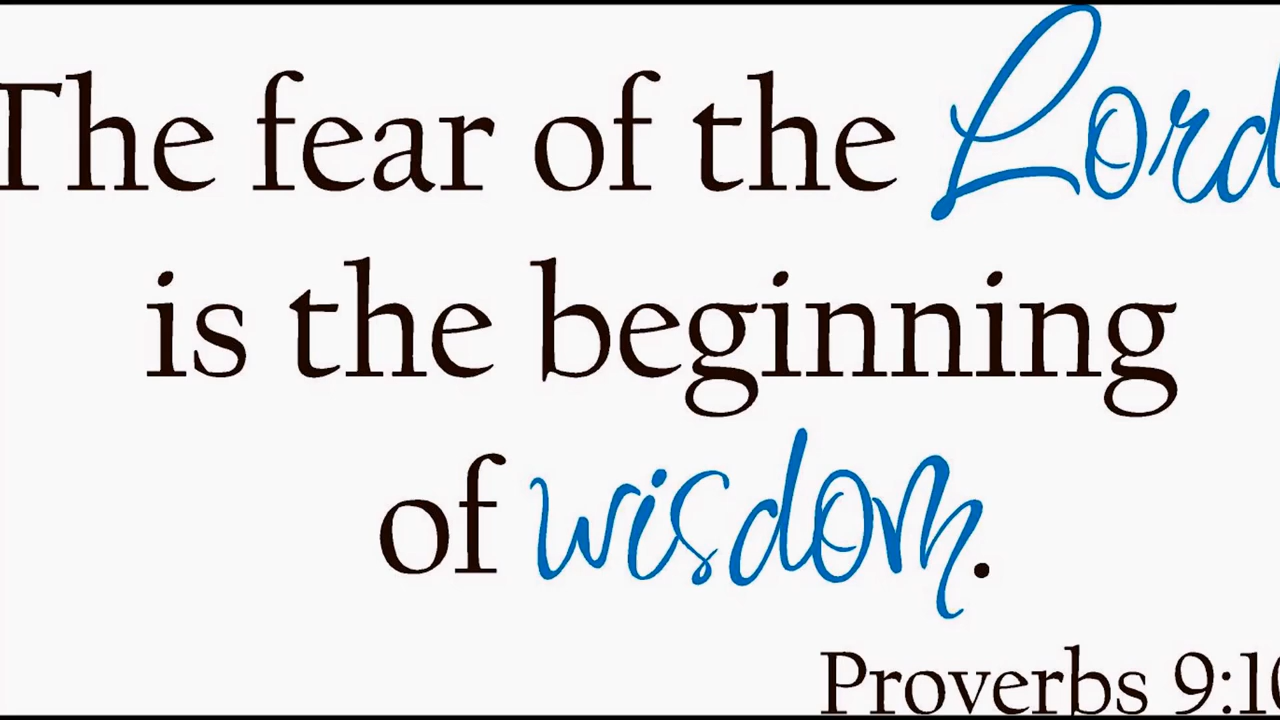 The fear of the Lord
is the beginning
of wisdom.
Proverbs 9:10